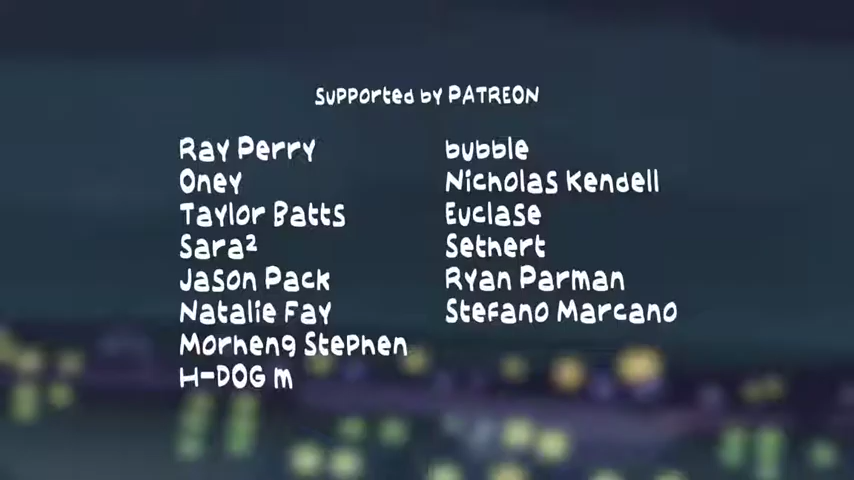 Supported by PATREON
Ray Perry
Oney
Taylor Batts
Sara²
Jason Pack
Natalie Fay
Morheng Stephen
H-DOG m
bubble
Nicholas Kendell
Euclase
Sethert
Ryan Parman
Stefano Marcano